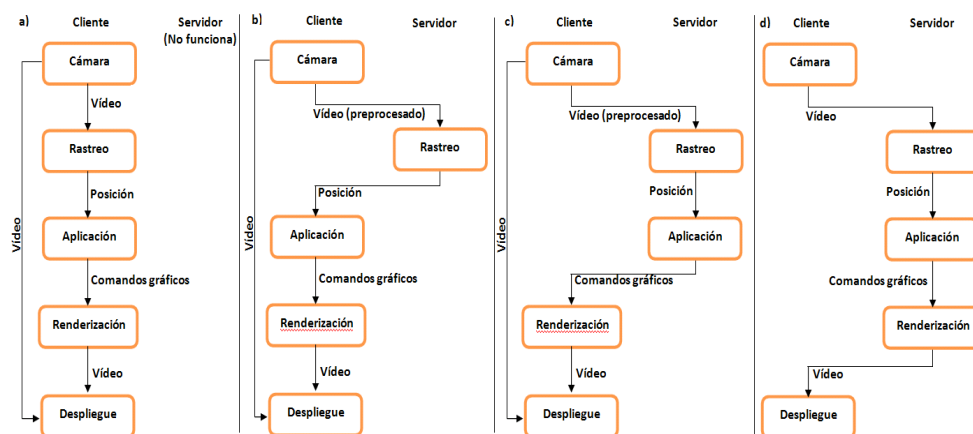 a) Cliente Servidor
(No funciona)
Cámara
Vídeo
Rastreo
Posición
Aplicación
Comandos gráficos
Renderización
Vídeo
Despliegue
Vídeo
b) Cliente Servidor
Cámara
Vídeo (preprocesado)
Rastreo
Posición
Aplicación
Comandos gráficos
Renderización
Vídeo
Despliegue
Vídeo
c) Cliente Servidor
Cámara
Vídeo (preprocesado)
Rastreo
Posición
Aplicación
Comandos gráficos
Renderización
Vídeo
Despliegue
Vídeo
d) Cliente Servidor
Cámara
Vídeo
Rastreo
Posición
Aplicación
Comandos gráficos
Renderización
Vídeo
Despliegue